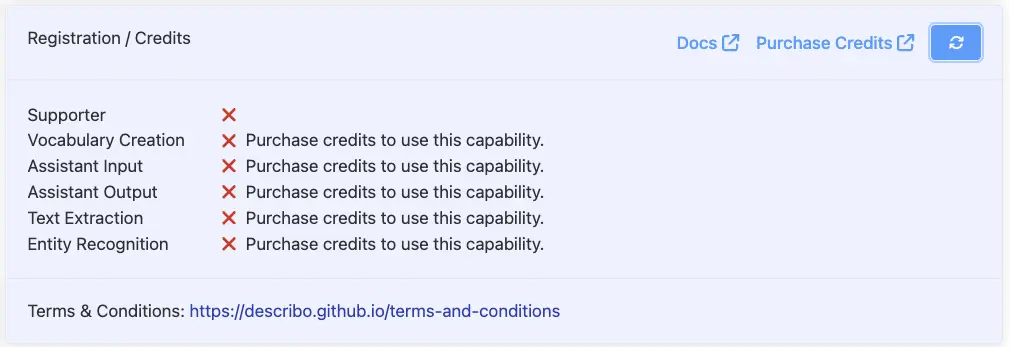 Registration / Credits
Docs Purchase Credits
Supporter
Vocabulary Creation Purchase credits to use this capability.
Assistant Input Purchase credits to use this capability.
Assistant Output Purchase credits to use this capability.
Text Extraction Purchase credits to use this capability.
Entity Recognition Purchase credits to use this capability.
Terms & Conditions: https://describo.github.io/terms-and-conditions